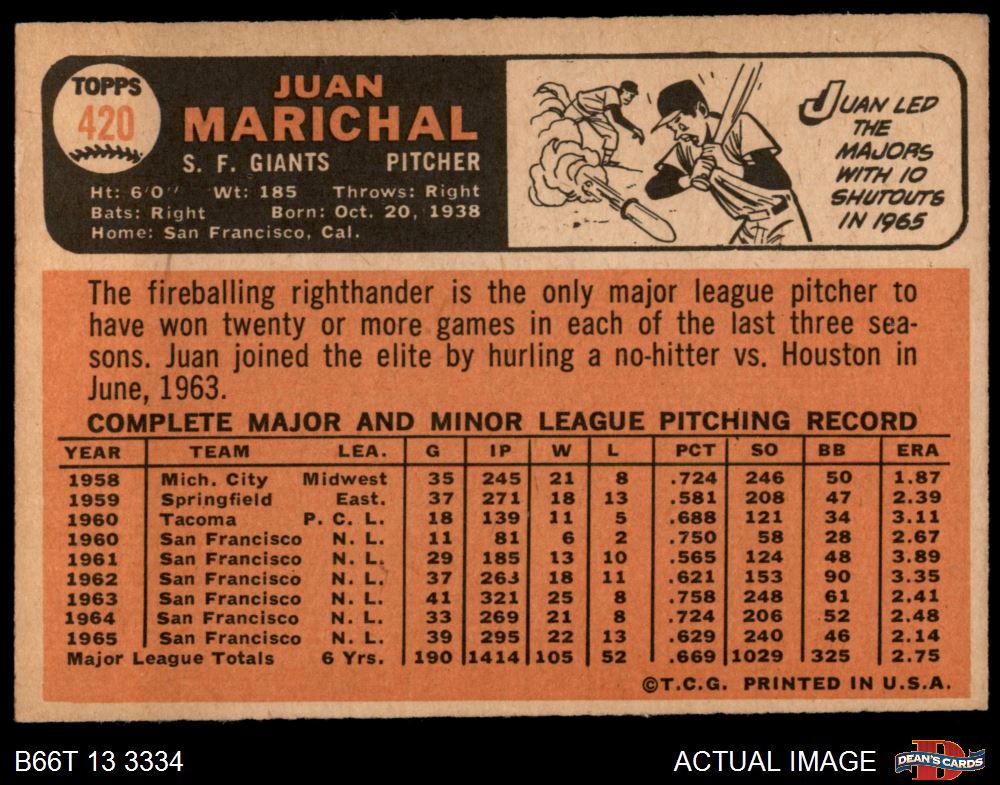 TOPPS
420
JUAN
MARICHAL
S. F. GIANTS PITCHER
Ht: 6'0" Wt: 185 Throws: Right
Bats: Right Born: Oct. 20, 1938
Home: San Francisco, Cal.
JUAN LED
THE
MAJORS
WITH 10
SHUTOUTS
IN 1965
The fireballing righthander is the only major league pitcher to
have won twenty or more games in each of the last three sea-
sons. Juan joined the elite by hurling a no-hitter vs. Houston in
June, 1963.
COMPLETE MAJOR AND MINOR LEAGUE PITCHING RECORD
YEAR TEAM LEA. G IP W L PCT SO BB ERA
1958 Mich. City Midwest 35 245 21 8 .724 246 50 1.87
1959 Springfield East. 37 271 18 13 .581 208 47 2.39
1960 Tacoma P. C. L. 18 139 11 5 .688 121 34 3.11
1960 San Francisco N. L. 11 81 6 2 .750 58 28 2.67
1961 San Francisco N. L. 29 185 13 10 .565 124 48 3.89
1962 San Francisco N. L. 37 263 18 11 .621 153 90 3.35
1963 San Francisco N. L. 41 321 25 8 .758 248 61 2.41
1964 San Francisco N. L. 33 269 21 8 .724 206 52 2.48
1965 San Francisco N. L. 39 295 22 13 .629 240 46 2.14
Major League Totals 6 Yrs. 190 1414 105 52 .669 1029 325 2.75
©T.C.G. PRINTED IN U.S.A.
B66T 13 3334 ACTUAL IMAGE DEAN'S CARDS